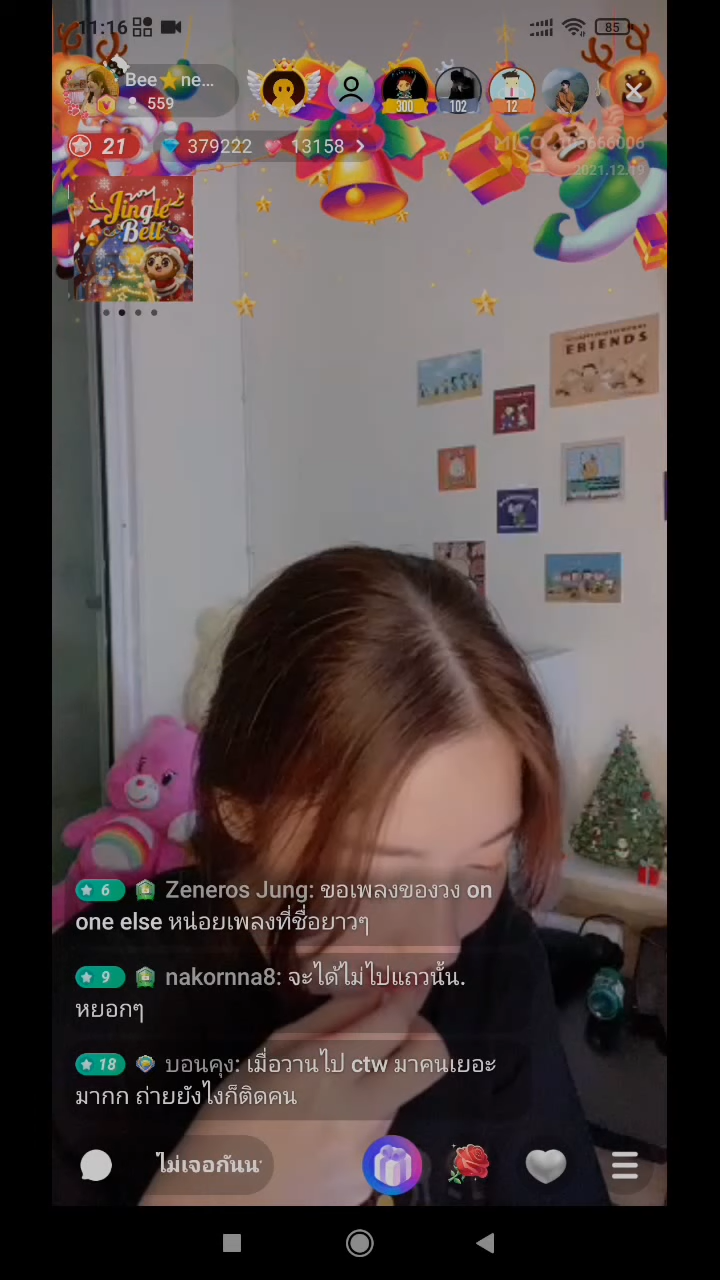 11:16
85
Bee⭐ne...
559
300
102
12
21
379222
13158
2021.12.19
Jingle
Bell
FRIENDS
6 Zeneros Jung: ขอเพลงของวง on
one else หน่อยเพลงที่ชื่อยาวๆ
9 nakornna8: จะได้ไม่ไปแถวนั้น.
หยอกๆ
18 บอนคุง: เมื่อวานไป ctw มาคนเยอะ
มากก ถ่ายยังไงก็ติดคน
ไม่เจอกันน